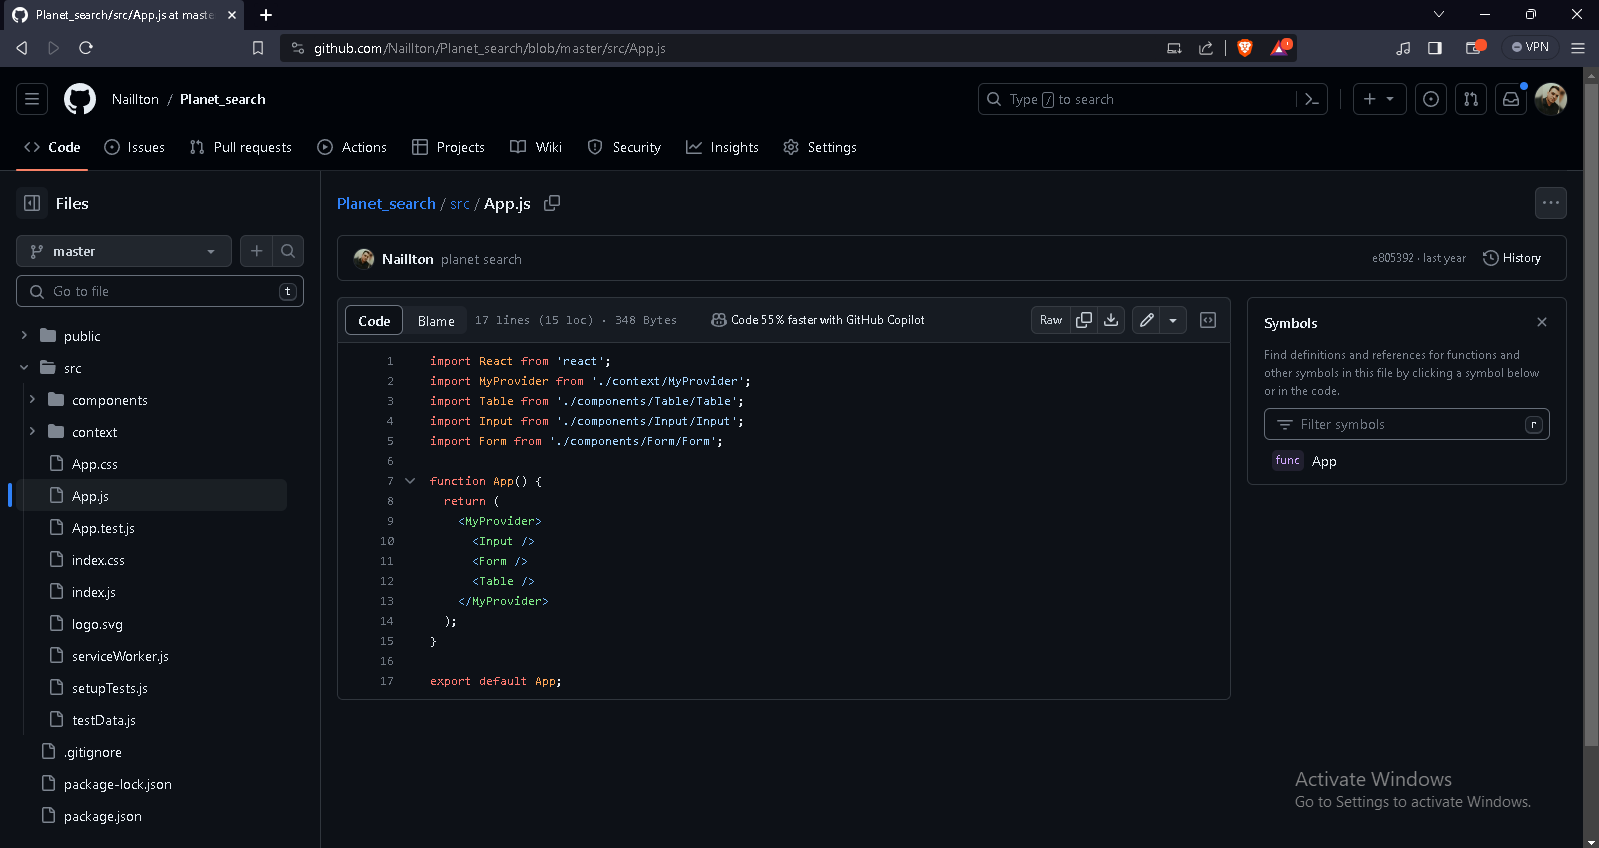 Planet_search/src/App.js at maste
github.com/Naillton/Planet_search/blob/master/src/App.js
1
VPN
Naillton / Planet_search
Type / to search
Code
Issues
Pull requests
Actions
Projects
Wiki
Security
Insights
Settings
Files
Planet_search / src / App.js
master
Naillton planet search
e805392 · last year
History
Go to file
t
Code
Blame
17 lines (15 loc) · 348 Bytes
Code 55% faster with GitHub Copilot
Raw
Symbols
Find definitions and references for functions and
other symbols in this file by clicking a symbol below
or in the code.
Filter symbols
r
func App
public
src
components
context
App.css
App.js
App.test.js
index.css
index.js
logo.svg
serviceWorker.js
setupTests.js
testData.js
.gitignore
package-lock.json
package.json
1 import React from 'react';
2 import MyProvider from './context/MyProvider';
3 import Table from './components/Table/Table';
4 import Input from './components/Input/Input';
5 import Form from './components/Form/Form';
6
7 function App() {
8 return (
9 <MyProvider>
10 <Input />
11 <Form />
12 <Table />
13 </MyProvider>
14 );
15 }
16
17 export default App;
Activate Windows
Go to Settings to activate Windows.